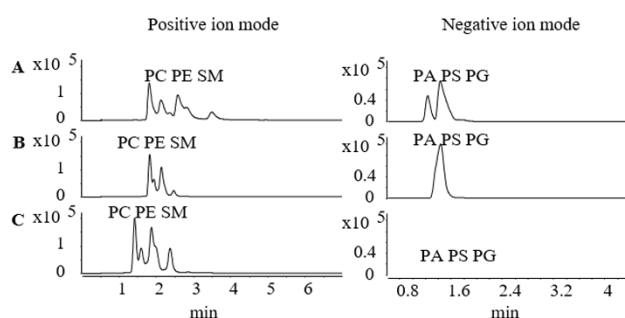 Positive ion mode
Negative ion mode
A x10 5
PC PE SM
1
0
x10 5
PA PS PG
0.4
0
B x10 5
PC PE SM
1
0
x10 5
PA PS PG
0.4
0
C x10 5
PC PE SM
1
0
x10 5
PA PS PG
0.4
0
1 2 3 4 5 6
min
0.8 1.6 2.4 3.2 4
min